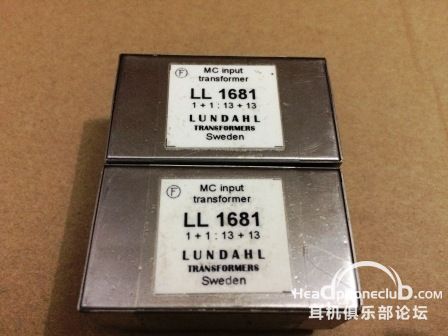 F
MC input
transformer
LL 1681
1 + 1 : 13 + 13
LUNDAHL
TRANSFORMERS
Sweden
F
MC input
transformer
LL 1681
1 + 1 : 13 + 13
LUNDAHL
TRANSFORMERS
Sweden
HeadphoneClub.com
耳机俱乐部论坛